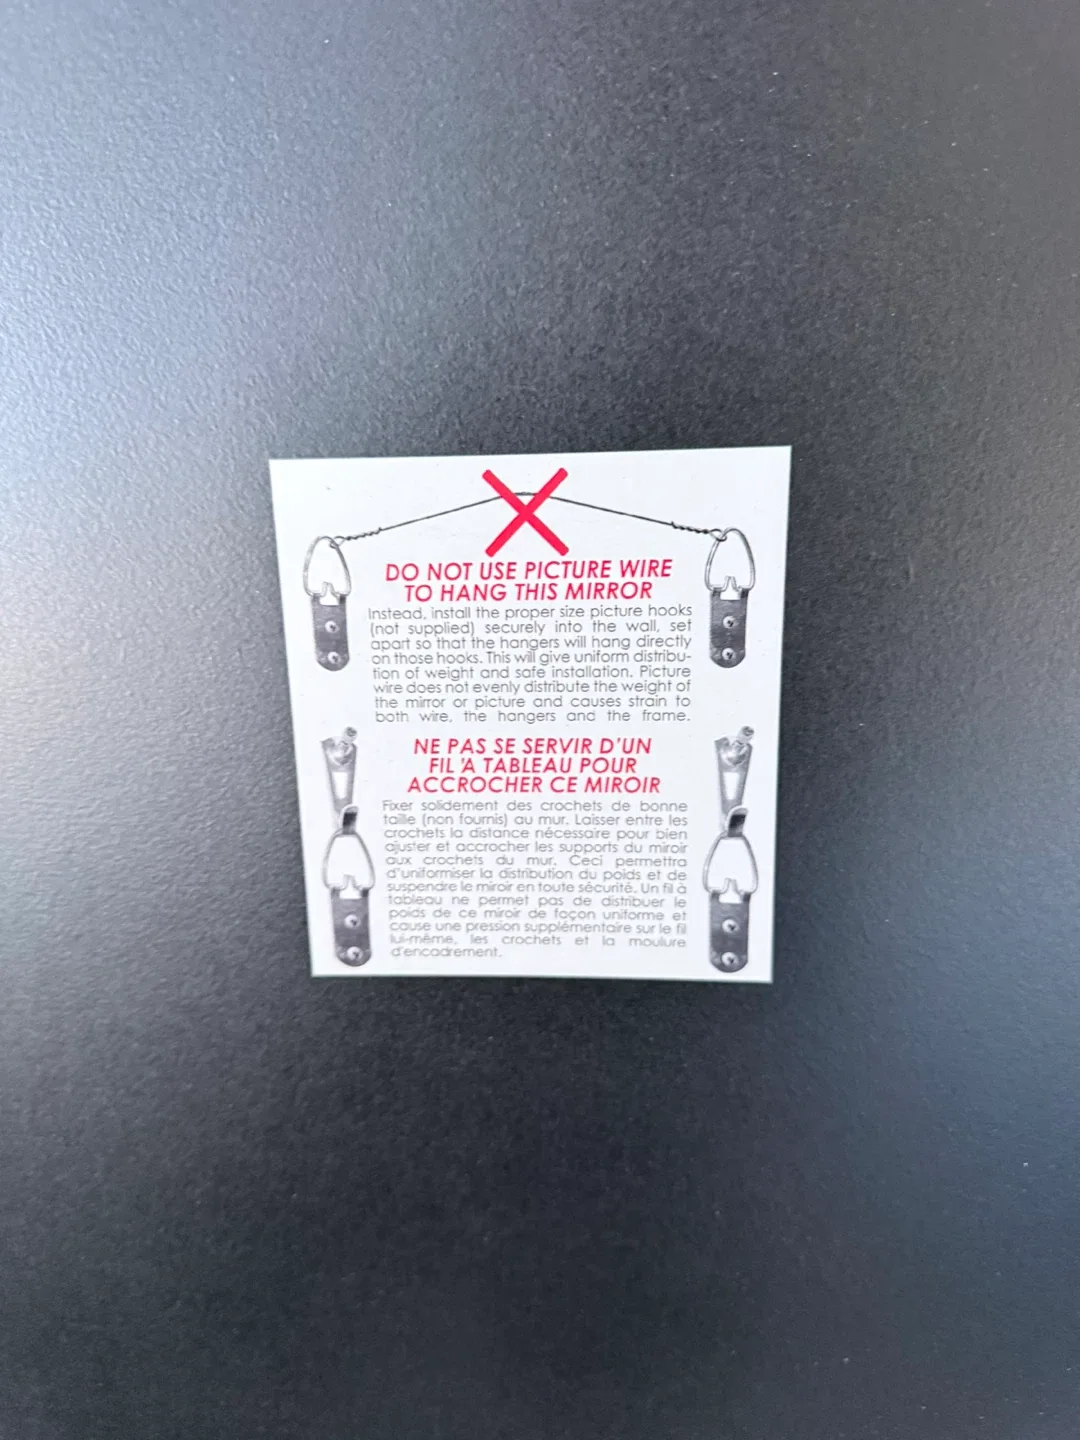 DO NOT USE PICTURE WIRE
TO HANG THIS MIRROR
Instead, install the proper size picture hooks
(not supplied) securely into the wall, set
apart so that the hangers will hang directly
on those hooks. This will give uniform distribu-
tion of weight and safe installation. Picture
wire does not evenly distribute the weight of
the mirror or picture and causes strain to
both wire, the hangers and the frame.
NE PAS SE SERVIR D'UN
FIL 'A TABLEAU POUR
ACCROCHER CE MIROIR
Fixer solidement des crochets de bonne
taille (non fournis) au mur. Laisser entre les
crochets la distance nécessaire pour bien
ajuster et accrocher les supports du miroir
aux crochets du mur. Ceci permettra
d'uniformiser la distribution du poids et de
suspendre le miroir en toute sécurité. Un fil à
tableau ne permet pas de distribuer le
poids de ce miroir de façon uniforme et
cause une pression supplémentaire sur le fil
lui-même, les crochets et la moulure
d'encadrement.